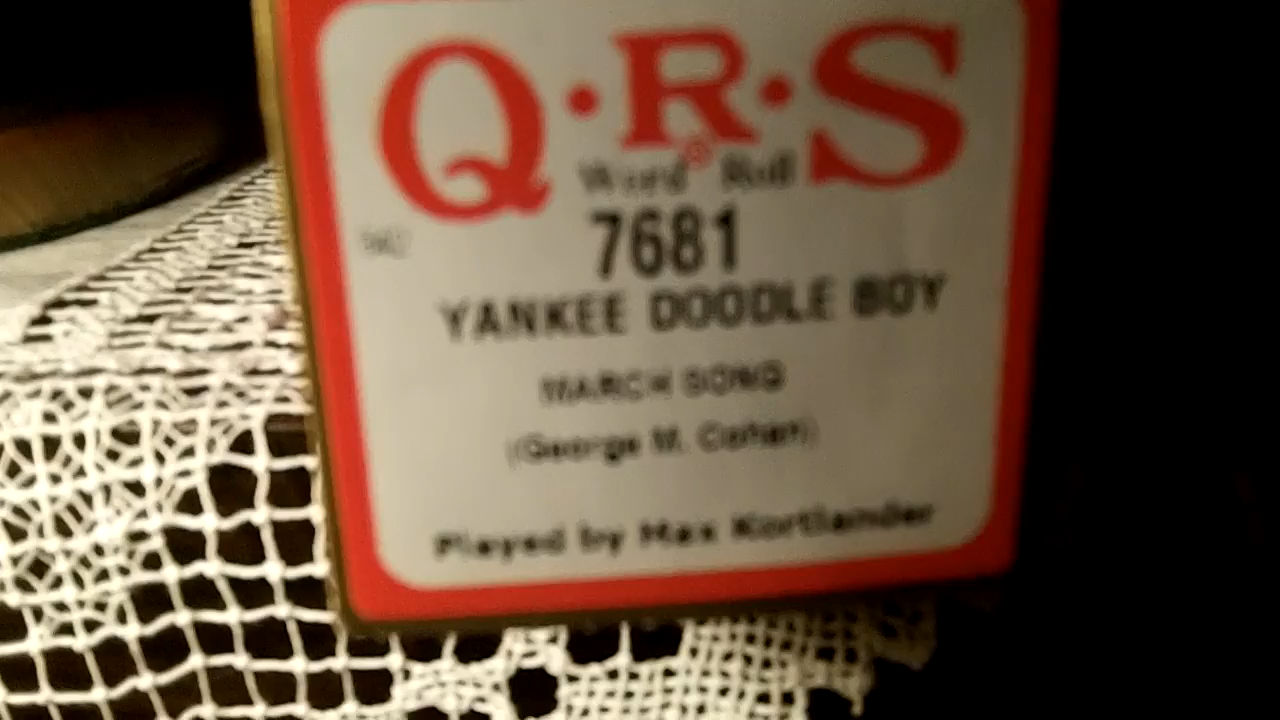 Q·R·S
Word Roll
7681
YANKEE DOODLE BOY
MARCH SONG
(George M. Cohan)
Played by Max Kortlander